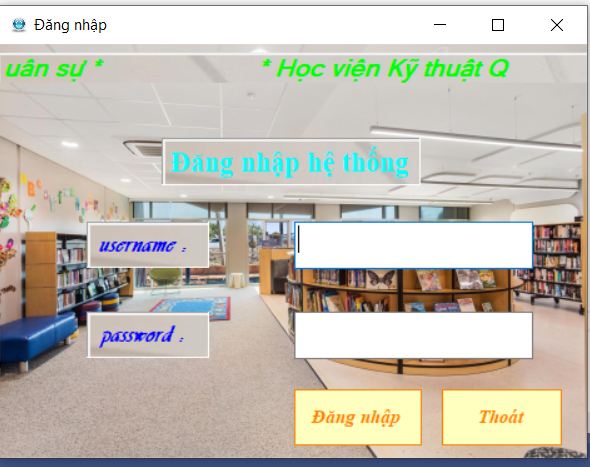 Đăng nhập
uân sự * * Học viện Kỹ thuật Q
Đăng nhập hệ thống
username :
password :
Đăng nhập Thoát